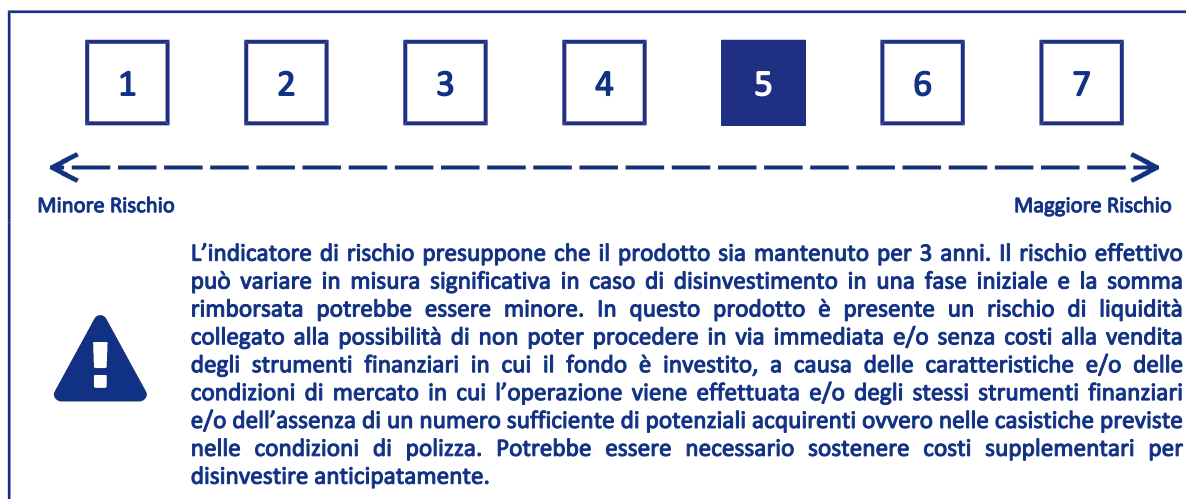 1 2 3 4 5 6 7
Minore Rischio Maggiore Rischio
L’indicatore di rischio presuppone che il prodotto sia mantenuto per 3 anni. Il rischio effettivo
può variare in misura significativa in caso di disinvestimento in una fase iniziale e la somma
rimborsata potrebbe essere minore. In questo prodotto è presente un rischio di liquidità
collegato alla possibilità di non poter procedere in via immediata e/o senza costi alla vendita
degli strumenti finanziari in cui il fondo è investito, a causa delle caratteristiche e/o delle
condizioni di mercato in cui l’operazione viene effettuata e/o degli stessi strumenti finanziari
e/o dell’assenza di un numero sufficiente di potenziali acquirenti ovvero nelle casistiche previste
nelle condizioni di polizza. Potrebbe essere necessario sostenere costi supplementari per
disinvestire anticipatamente.